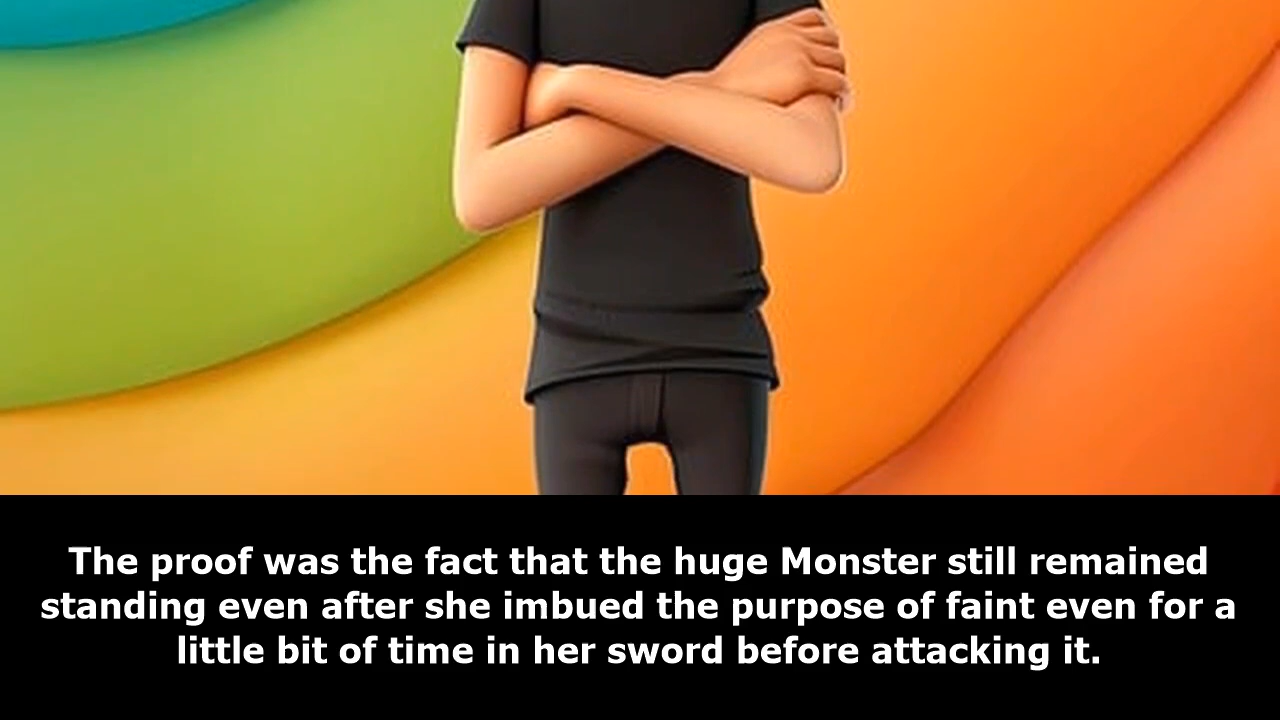 The proof was the fact that the huge Monster still remained
standing even after she imbued the purpose of faint even for a
little bit of time in her sword before attacking it.